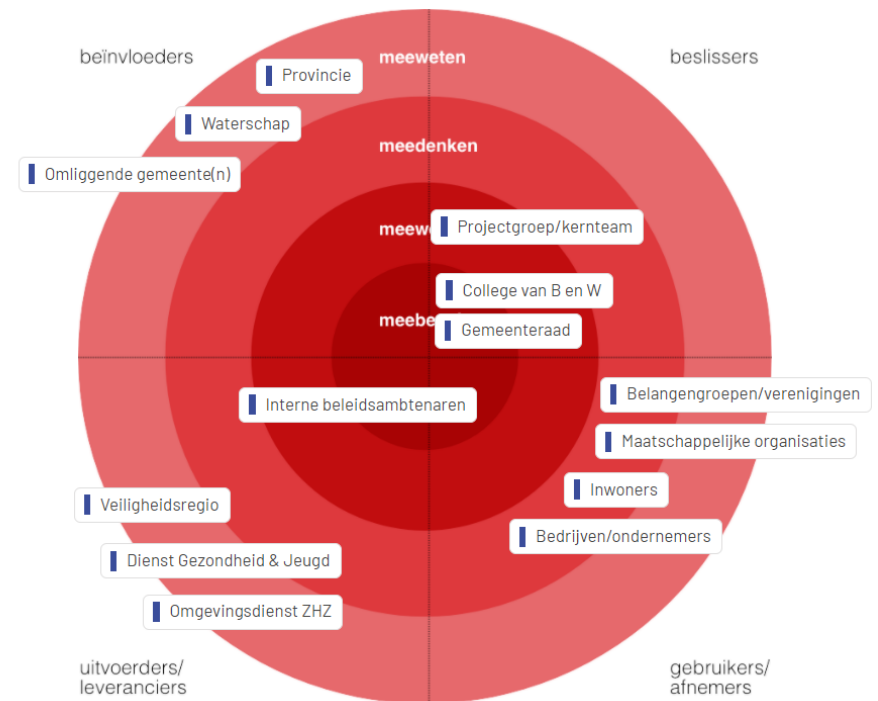 beïnvloeders
meeweten
beslissers
Provincie
Waterschap
meedenken
Omliggende gemeente(n)
Projectgroep/kernteam
College van B en W
Gemeenteraad
Belangengroepen/verenigingen
Interne beleidsambtenaren
Maatschappelijke organisaties
Inwoners
Veiligheidsregio
Bedrijven/ondernemers
Dienst Gezondheid & Jeugd
Omgevingsdienst ZHZ
uitvoerders/
leveranciers
gebruikers/
afnemers